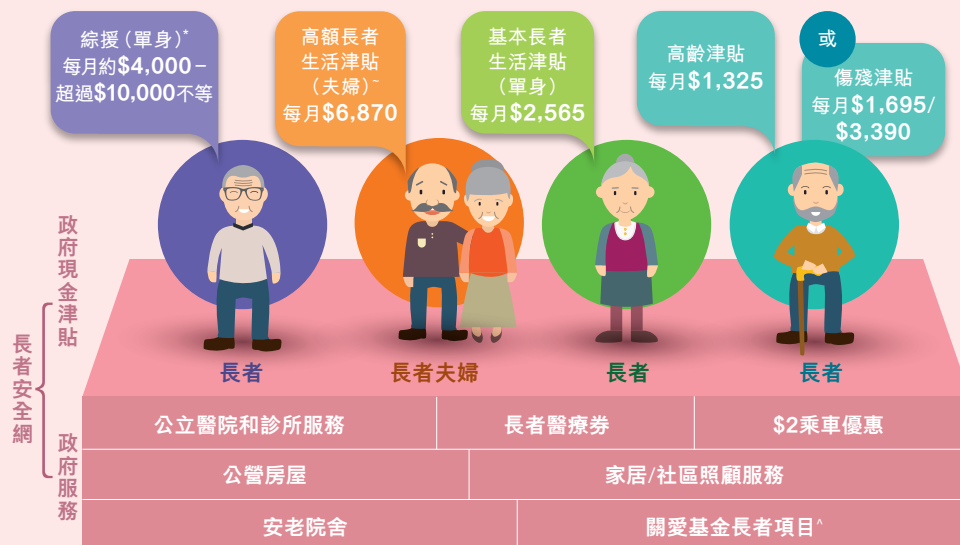 綜援（單身）*
每月約$4,000－
超過$10,000不等
高額長者
生活津貼
（夫婦）~
每月$6,870
基本長者
生活津貼
（單身）
每月$2,565
高齡津貼
每月$1,325
或
傷殘津貼
每月$1,695/
$3,390
長者安全網
政府現金津貼
長者
長者夫婦
長者
長者
政府服務
公立醫院和診所服務
長者醫療券
$2乘車優惠
公營房屋
家居/社區照顧服務
安老院舍
關愛基金長者項目^